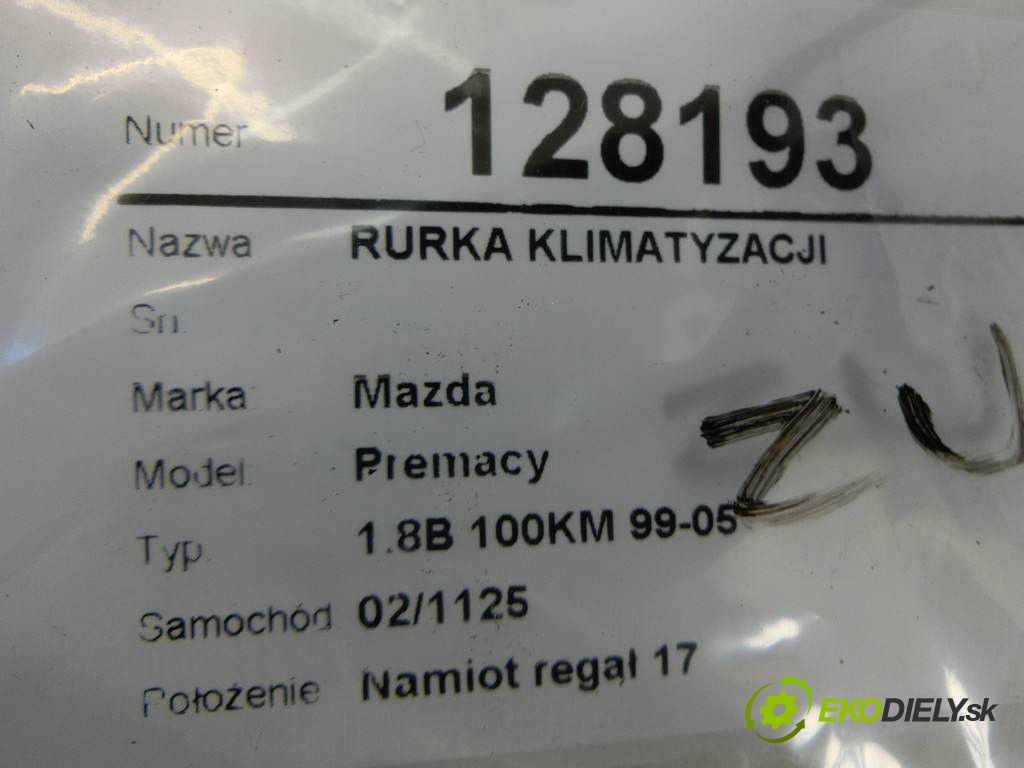 Numer 128193
Nazwa RURKA KLIMATYZACJI
Sn.
Marka Mazda
Model Premacy
Typ 1.8B 100KM 99-05
Samochód 02/1125
Położenie Namiot regał 17
EKODIELY.sk